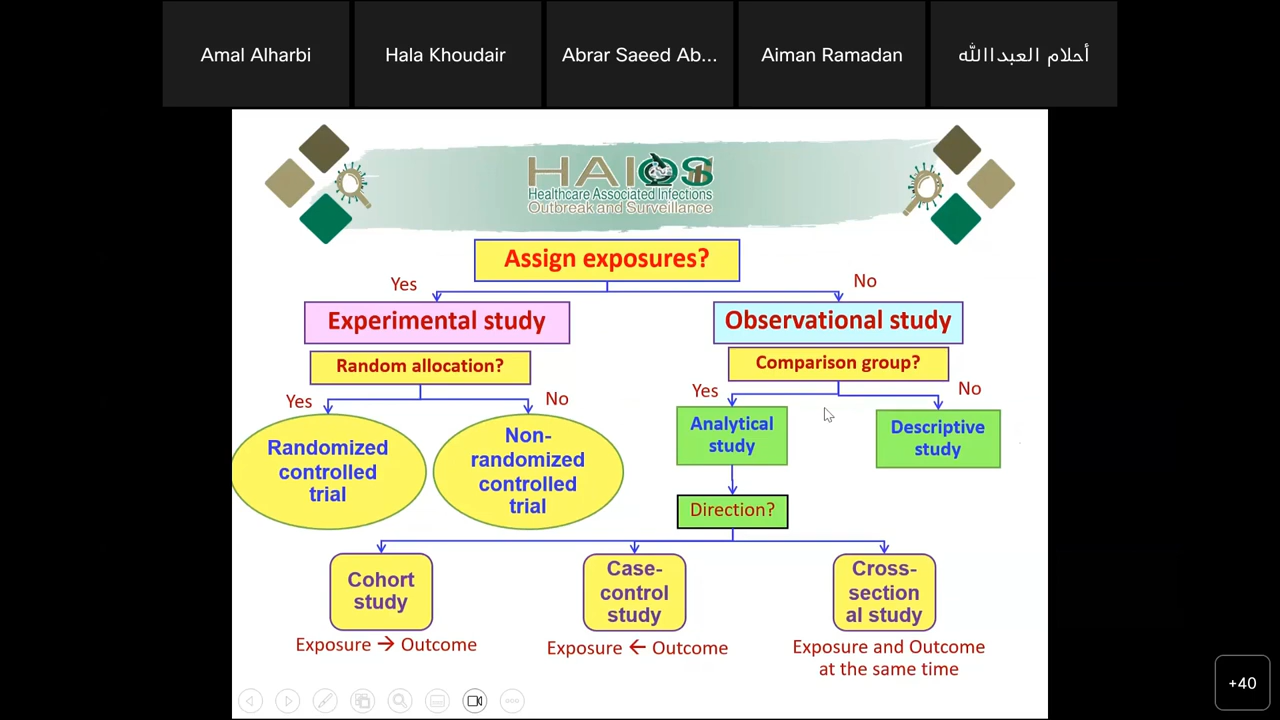 Amal Alharbi
Hala Khoudair
Abrar Saeed Ab...
Aiman Ramadan
أحلام العبداالله
HAIOS
Healthcare Associated Infections
Outbreak and Surveillance
Assign exposures?
Yes
No
Experimental study
Observational study
Random allocation?
Comparison group?
Yes
No
Yes
No
Randomized
controlled
trial
Non-
randomized
controlled
trial
Analytical
study
Descriptive
study
Direction?
Cohort
study
Case-
control
study
Cross-
section
al study
Exposure → Outcome
Exposure ← Outcome
Exposure and Outcome
at the same time
+40